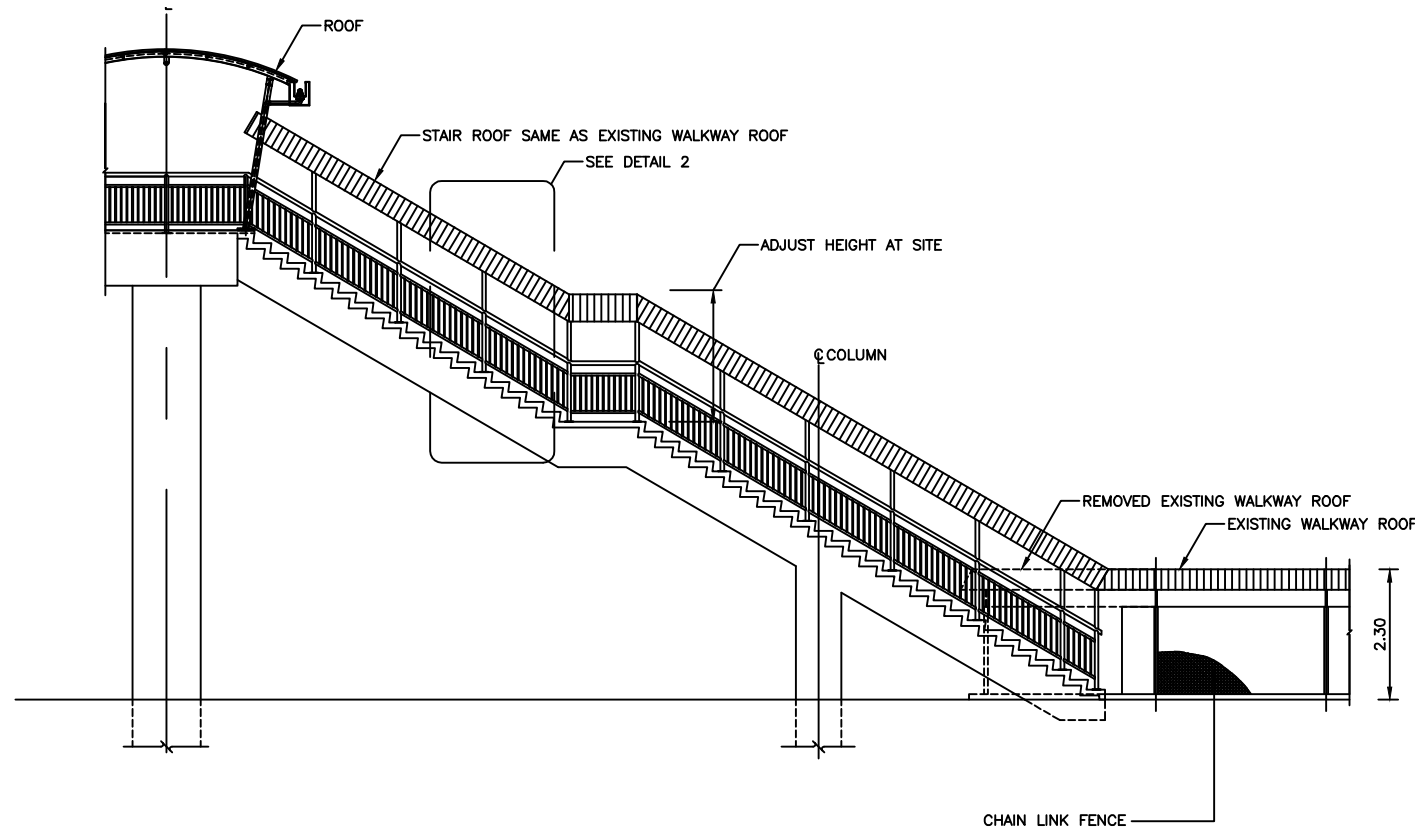 ROOF
STAIR ROOF SAME AS EXISTING WALKWAY ROOF
SEE DETAIL 2
ADJUST HEIGHT AT SITE
℄ COLUMN
REMOVED EXISTING WALKWAY ROOF
EXISTING WALKWAY ROOF
2.30
CHAIN LINK FENCE